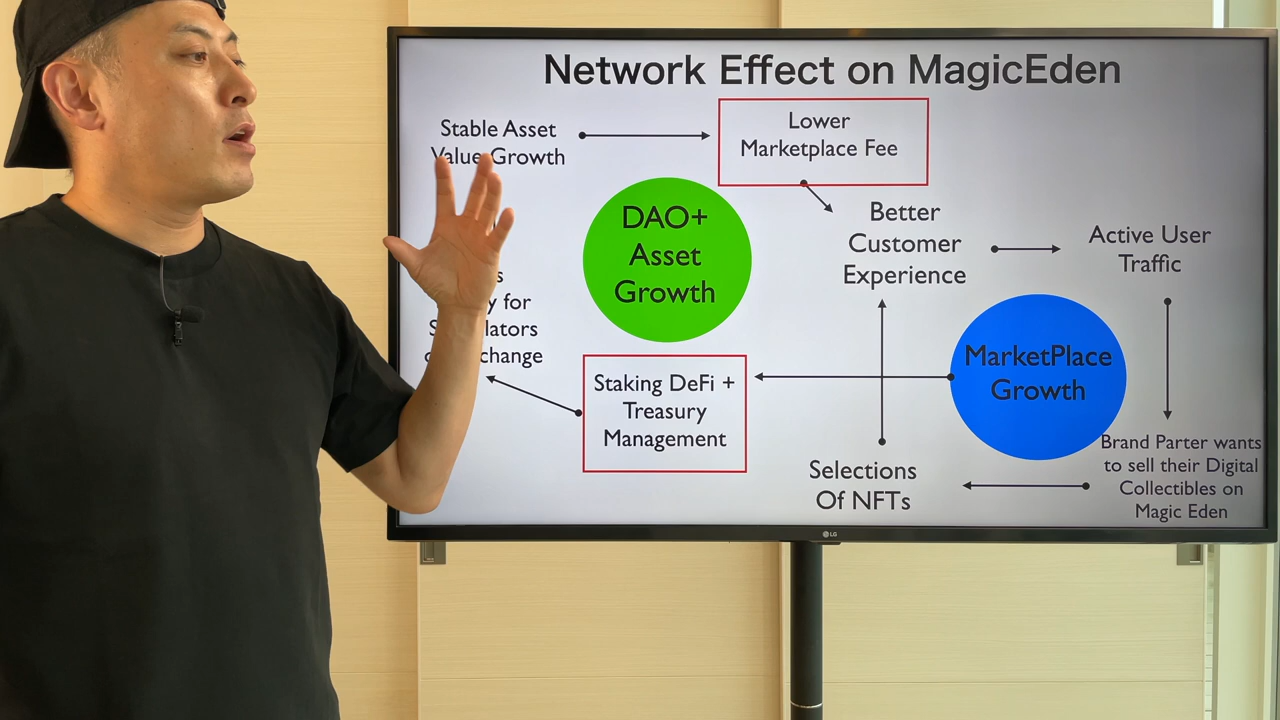 Network Effect on MagicEden
Stable Asset
Value Growth
Lower
Marketplace Fee
DAO+
Asset
Growth
Better
Customer
Experience
Active User
Traffic
for
change
Staking DeFi +
Treasury
Management
MarketPlace
Growth
Selections
Of NFTs
Brand Parter wants
to sell their Digital
Collectibles on
Magic Eden
LG